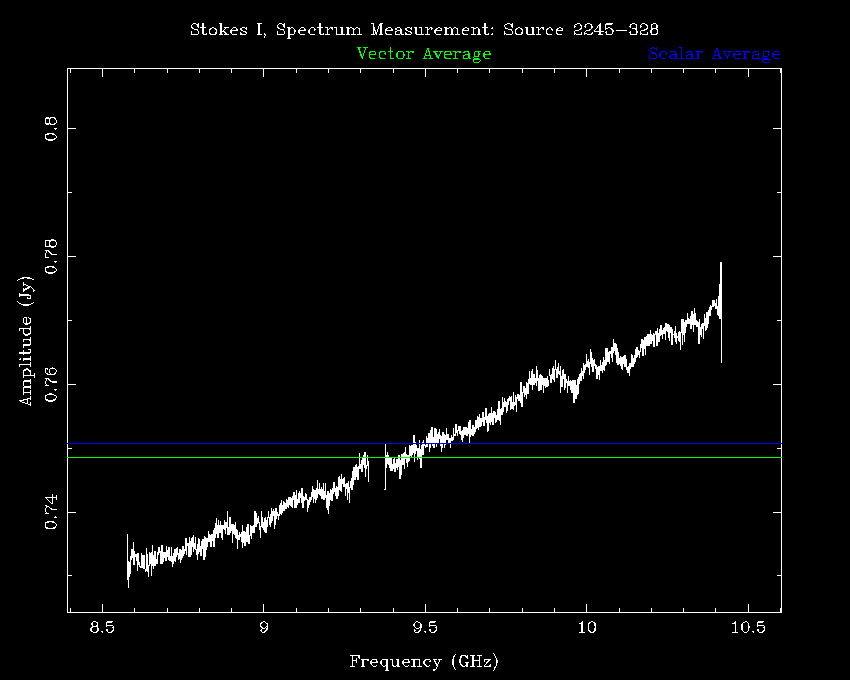 Stokes I, Spectrum Measurement: Source 2245−328
Vector Average
Scalar Average
0.8
0.78
0.76
0.74
Amplitude (Jy)
8.5
9
9.5
10
10.5
Frequency (GHz)